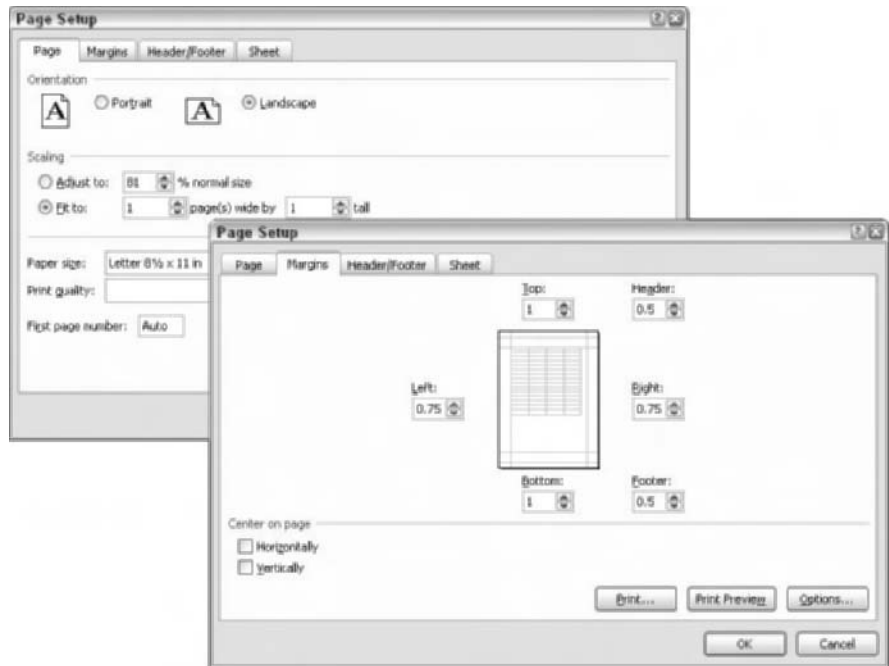 Page Setup
Page Margins Header/Footer Sheet
Orientation
A Portrait A Landscape
Scaling
Adjust to: 81 % normal size
Fit to: 1 page(s) wide by 1 tall
Paper size: Letter 8½ x 11 in
Print quality:
First page number: Auto
Page Setup
Page Margins Header/Footer Sheet
Top: Header:
1 0.5
Left: Right:
0.75 0.75
Bottom: Footer:
1 0.5
Center on page
Horizontally
Vertically
Print... Print Preview Options...
OK Cancel